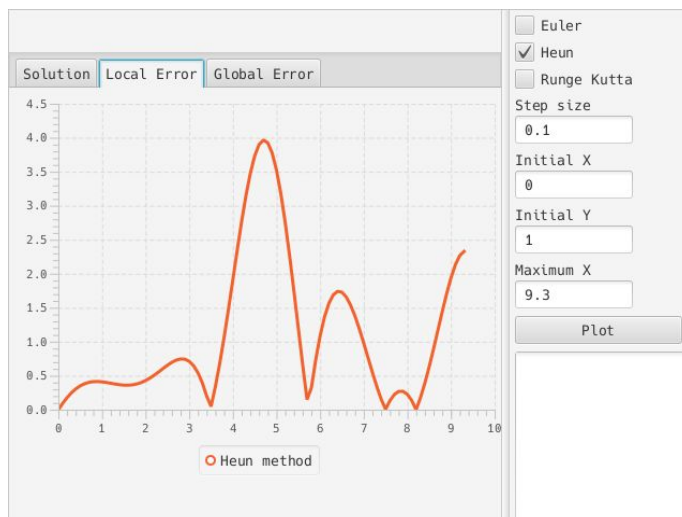 Solution
Local Error
Global Error
4.5
4.0
3.5
3.0
2.5
2.0
1.5
1.0
0.5
0.0
0 1 2 3 4 5 6 7 8 9 10
Heun method
Euler
Heun
Runge Kutta
Step size
0.1
Initial X
0
Initial Y
1
Maximum X
9.3
Plot